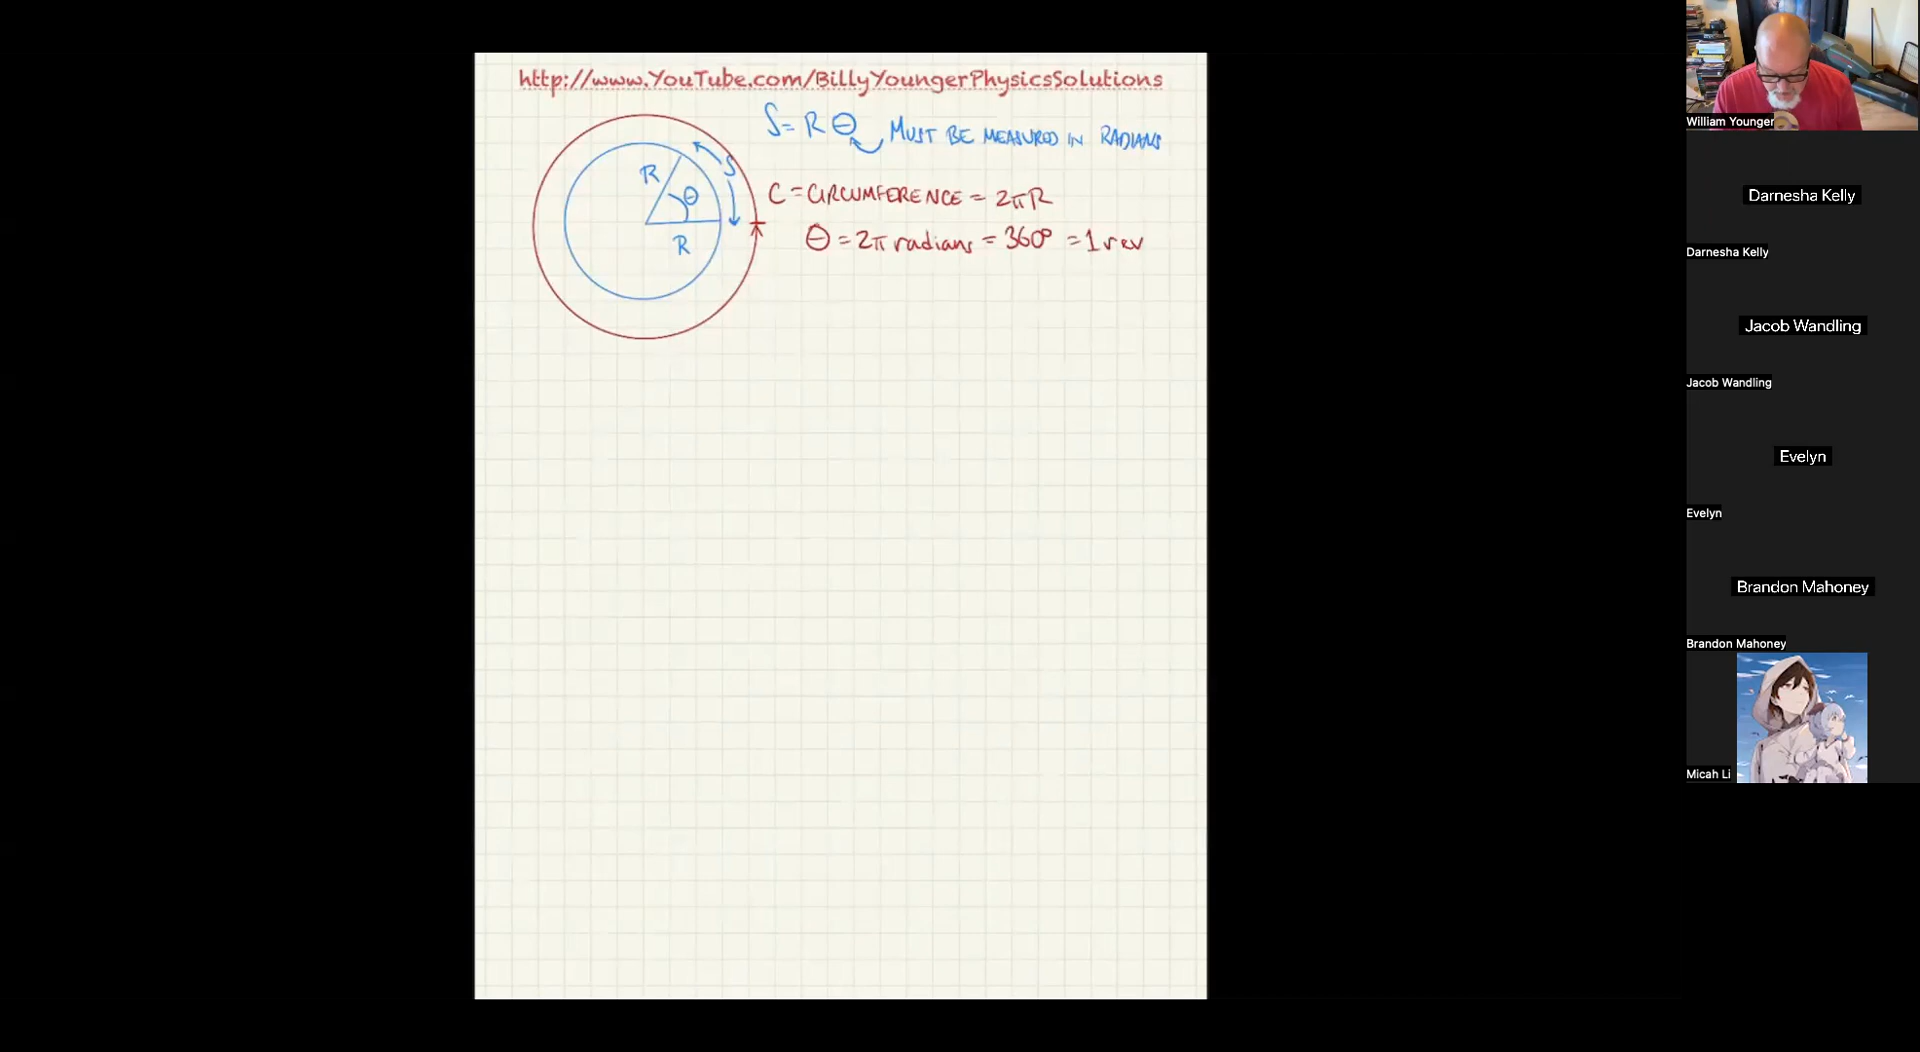 http://www.YouTube.com/BillyYoungerPhysicsSolutions
S = R θ MUST BE MEASURED IN RADIANS
R
θ
S
R
C = CIRCUMFERENCE = 2πR
θ = 2π radians = 360° = 1 rev
William Younger
Darnesha Kelly
Darnesha Kelly
Jacob Wandling
Jacob Wandling
Evelyn
Evelyn
Brandon Mahoney
Brandon Mahoney
Micah Li